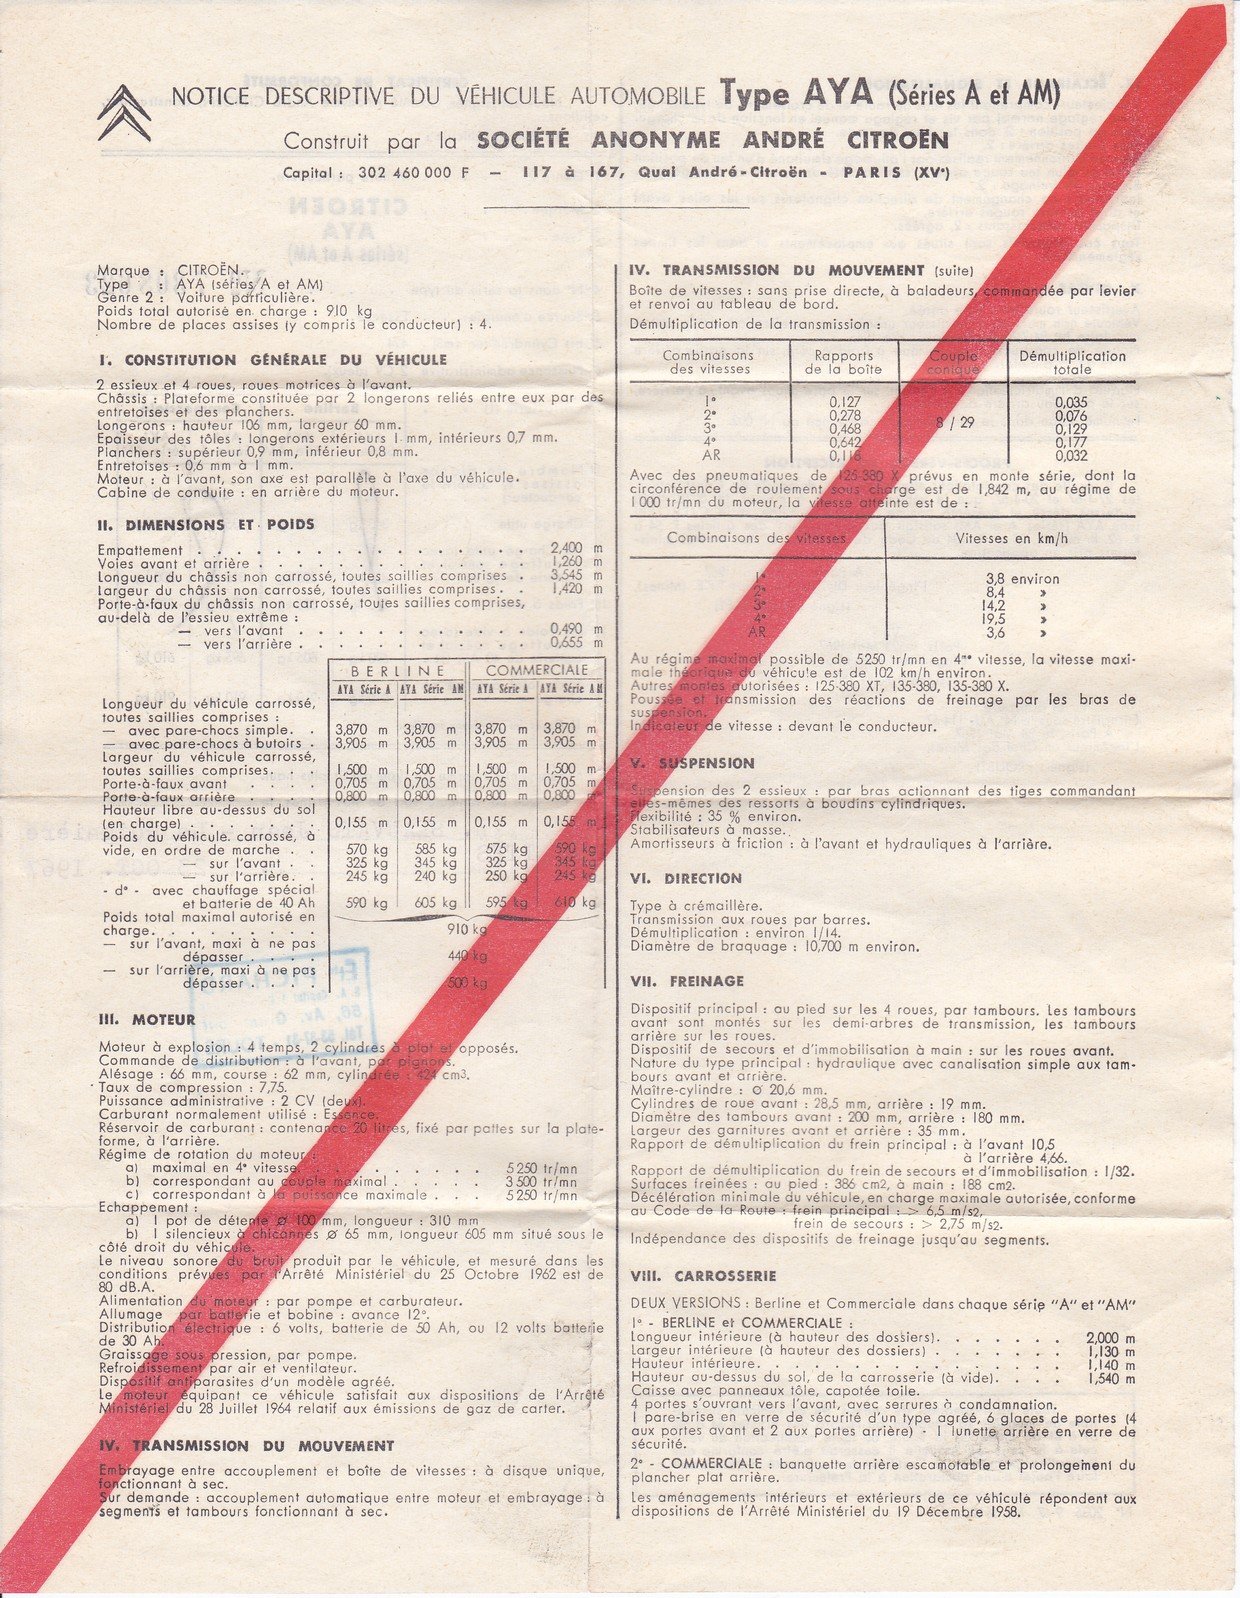 NOTICE DESCRIPTIVE DU VÉHICULE AUTOMOBILE Type AYA (Séries A et AM)
Construit par la SOCIÉTÉ ANONYME ANDRÉ CITROËN
Capital : 302 460 000 F — 117 à 167, Quai André-Citroën - PARIS (XVe)
Marque : CITROËN.
Type : AYA (séries A et AM)
Genre 2 : Voiture particulière.
Poids total autorisé en charge : 910 kg
Nombre de places assises (y compris le conducteur) : 4.
I. CONSTITUTION GÉNÉRALE DU VÉHICULE
2 essieux et 4 roues, roues motrices à l'avant.
Châssis : Plateforme constituée par 2 longerons reliés entre eux par des
entretoises et des planchers.
Longerons : hauteur 106 mm, largeur 60 mm.
Epaisseur des tôles : longerons extérieurs 1 mm, intérieurs 0,7 mm.
Planchers : supérieur 0,9 mm, inférieur 0,8 mm.
Entretoises : 0,6 mm à 1 mm.
Moteur : à l'avant, son axe est parallèle à l'axe du véhicule.
Cabine de conduite : en arrière du moteur.
II. DIMENSIONS ET POIDS
Empattement . . . . . . . . . . . . . . . . . 2,400 m
Voies avant et arrière . . . . . . . . . . . . . 1,260 m
Longueur du châssis non carrossé, toutes saillies comprises . 3,545 m
Largeur du châssis non carrossé, toutes saillies comprises . . 1,420 m
Porte-à-faux du châssis non carrossé, toutes saillies comprises,
au-delà de l'essieu extrême :
— vers l'avant . . . . . . . . . . . . 0,490 m
— vers l'arrière . . . . . . . . . . . . 0,655 m
BERLINE COMMERCIALE
AYA Série A AYA Série AM AYA Série A AYA Série AM
Longueur du véhicule carrossé,
toutes saillies comprises :
— avec pare-chocs simple. . 3,870 m 3,870 m 3,870 m 3,870 m
— avec pare-chocs à butoirs . 3,905 m 3,905 m 3,905 m 3,905 m
Largeur du véhicule carrossé,
toutes saillies comprises. . . 1,500 m 1,500 m 1,500 m 1,500 m
Porte-à-faux avant . . . . 0,705 m 0,705 m 0,705 m 0,705 m
Porte-à-faux arrière . . . . 0,800 m 0,800 m 0,800 m 0,800 m
Hauteur libre au-dessus du sol
(en charge) . . . . . . . 0,155 m 0,155 m 0,155 m 0,155 m
Poids du véhicule carrossé, à
vide, en ordre de marche . . 570 kg 585 kg 575 kg 590 kg
— sur l'avant . . 325 kg 345 kg 325 kg 345 kg
— sur l'arrière. . 245 kg 240 kg 250 kg 245 kg
- d° - avec chauffage spécial
et batterie de 40 Ah 590 kg 605 kg 595 kg 610 kg
Poids total maximal autorisé en
charge. . . . . . . . . 910 kg
— sur l'avant, maxi à ne pas
dépasser . . . . . 440 kg
— sur l'arrière, maxi à ne pas
dépasser . . . . . 500 kg
III. MOTEUR
Moteur à explosion : 4 temps, 2 cylindres à plat et opposés.
Commande de distribution : à l'avant, par pignons.
Alésage : 66 mm, course : 62 mm, cylindrée : 424 cm3.
Taux de compression : 7,75.
Puissance administrative : 2 CV (deux).
Carburant normalement utilisé : Essence.
Réservoir de carburant : contenance 20 litres, fixé par pattes sur la plate-
forme, à l'arrière.
Régime de rotation du moteur :
a) maximal en 4e vitesse. . . . . . . . . . 5 250 tr/mn
b) correspondant au couple maximal . . . . . 3 500 tr/mn
c) correspondant à la puissance maximale . . . 5 250 tr/mn
Echappement :
a) 1 pot de détente Ø 100 mm, longueur : 310 mm
b) 1 silencieux à chicanes Ø 65 mm, longueur 605 mm situé sous le
côté droit du véhicule.
Le niveau sonore du bruit produit par le véhicule, et mesuré dans les
conditions prévues par l'Arrêté Ministériel du 25 Octobre 1962 est de
80 dB.A.
Alimentation du moteur : par pompe et carburateur.
Allumage par batterie et bobine : avance 12°.
Distribution électrique : 6 volts, batterie de 50 Ah, ou 12 volts batterie
de 30 Ah.
Graissage sous pression, par pompe.
Refroidissement par air et ventilateur.
Dispositif antiparasites d'un modèle agréé.
Le moteur équipant ce véhicule satisfait aux dispositions de l'Arrêté
Ministériel du 28 Juillet 1964 relatif aux émissions de gaz de carter.
IV. TRANSMISSION DU MOUVEMENT
Embrayage entre accouplement et boîte de vitesses : à disque unique,
fonctionnant à sec.
Sur demande : accouplement automatique entre moteur et embrayage : à
segments et tambours fonctionnant à sec.
IV. TRANSMISSION DU MOUVEMENT (suite)
Boîte de vitesses : sans prise directe, à baladeurs, commandée par levier
et renvoi au tableau de bord.
Démultiplication de la transmission :
Combinaisons des vitesses Rapports de la boîte Couple conique Démultiplication totale
1e 0,127 0,035
2e 0,278 0,076
3e 0,468 8 / 29 0,129
4e 0,642 0,177
AR 0,116 0,032
Avec des pneumatiques de 125-380 X prévus en monte série, dont la
circonférence de roulement sous charge est de 1,842 m, au régime de
1 000 tr/mn du moteur, la vitesse atteinte est de :
Combinaisons des vitesses Vitesses en km/h
1e 3,8 environ
2e 8,4 »
3e 14,2 »
4e 19,5 »
AR 3,6 »
Au régime maximal possible de 5250 tr/mn en 4me vitesse, la vitesse maxi-
male théorique du véhicule est de 102 km/h environ.
Autres montes autorisées : 125-380 XT, 135-380, 135-380 X.
Poussée et transmission des réactions de freinage par les bras de
suspension.
Indicateur de vitesse : devant le conducteur.
V. SUSPENSION
Suspension des 2 essieux : par bras actionnant des tiges commandant
elles-mêmes des ressorts à boudins cylindriques.
Flexibilité : 35 % environ.
Stabilisateurs à masse.
Amortisseurs à friction : à l'avant et hydrauliques à l'arrière.
VI. DIRECTION
Type à crémaillère.
Transmission aux roues par barres.
Démultiplication : environ 1/14.
Diamètre de braquage : 10,700 m environ.
VII. FREINAGE
Dispositif principal : au pied sur les 4 roues, par tambours. Les tambours
avant sont montés sur les demi-arbres de transmission, les tambours
arrière sur les roues.
Dispositif de secours et d'immobilisation à main : sur les roues avant.
Nature du type principal : hydraulique avec canalisation simple aux tam-
bours avant et arrière.
Maître-cylindre : Ø 20,6 mm.
Cylindres de roue avant : 28,5 mm, arrière : 19 mm.
Diamètre des tambours avant : 200 mm, arrière : 180 mm.
Largeur des garnitures avant et arrière : 35 mm.
Rapport de démultiplication du frein principal : à l'avant 10,5
à l'arrière 4,66.
Rapport de démultiplication du frein de secours et d'immobilisation : 1/32.
Surfaces freinées : au pied : 386 cm2, à main : 188 cm2.
Décélération minimale du véhicule, en charge maximale autorisée, conforme
au Code de la Route : frein principal : > 6,5 m/s2,
frein de secours : > 2,75 m/s2.
Indépendance des dispositifs de freinage jusqu'au segments.
VIII. CARROSSERIE
DEUX VERSIONS : Berline et Commerciale dans chaque série "A" et "AM"
1° - BERLINE et COMMERCIALE :
Longueur intérieure (à hauteur des dossiers). . . . . . . 2,000 m
Largeur intérieure (à hauteur des dossiers) . . . . . . . 1,130 m
Hauteur intérieure. . . . . . . . . . . . . . . . 1,140 m
Hauteur au-dessus du sol, de la carrosserie (à vide). . . . 1,540 m
Caisse avec panneaux tôle, capotée toile.
4 portes s'ouvrant vers l'avant, avec serrures à condamnation.
1 pare-brise en verre de sécurité d'un type agréé, 6 glaces de portes (4
aux portes avant et 2 aux portes arrière) - 1 lunette arrière en verre de
sécurité.
2° - COMMERCIALE : banquette arrière escamotable et prolongement du
plancher plat arrière.
Les aménagements intérieurs et extérieurs de ce véhicule répondent aux
dispositions de l'Arrêté Ministériel du 19 Décembre 1958.